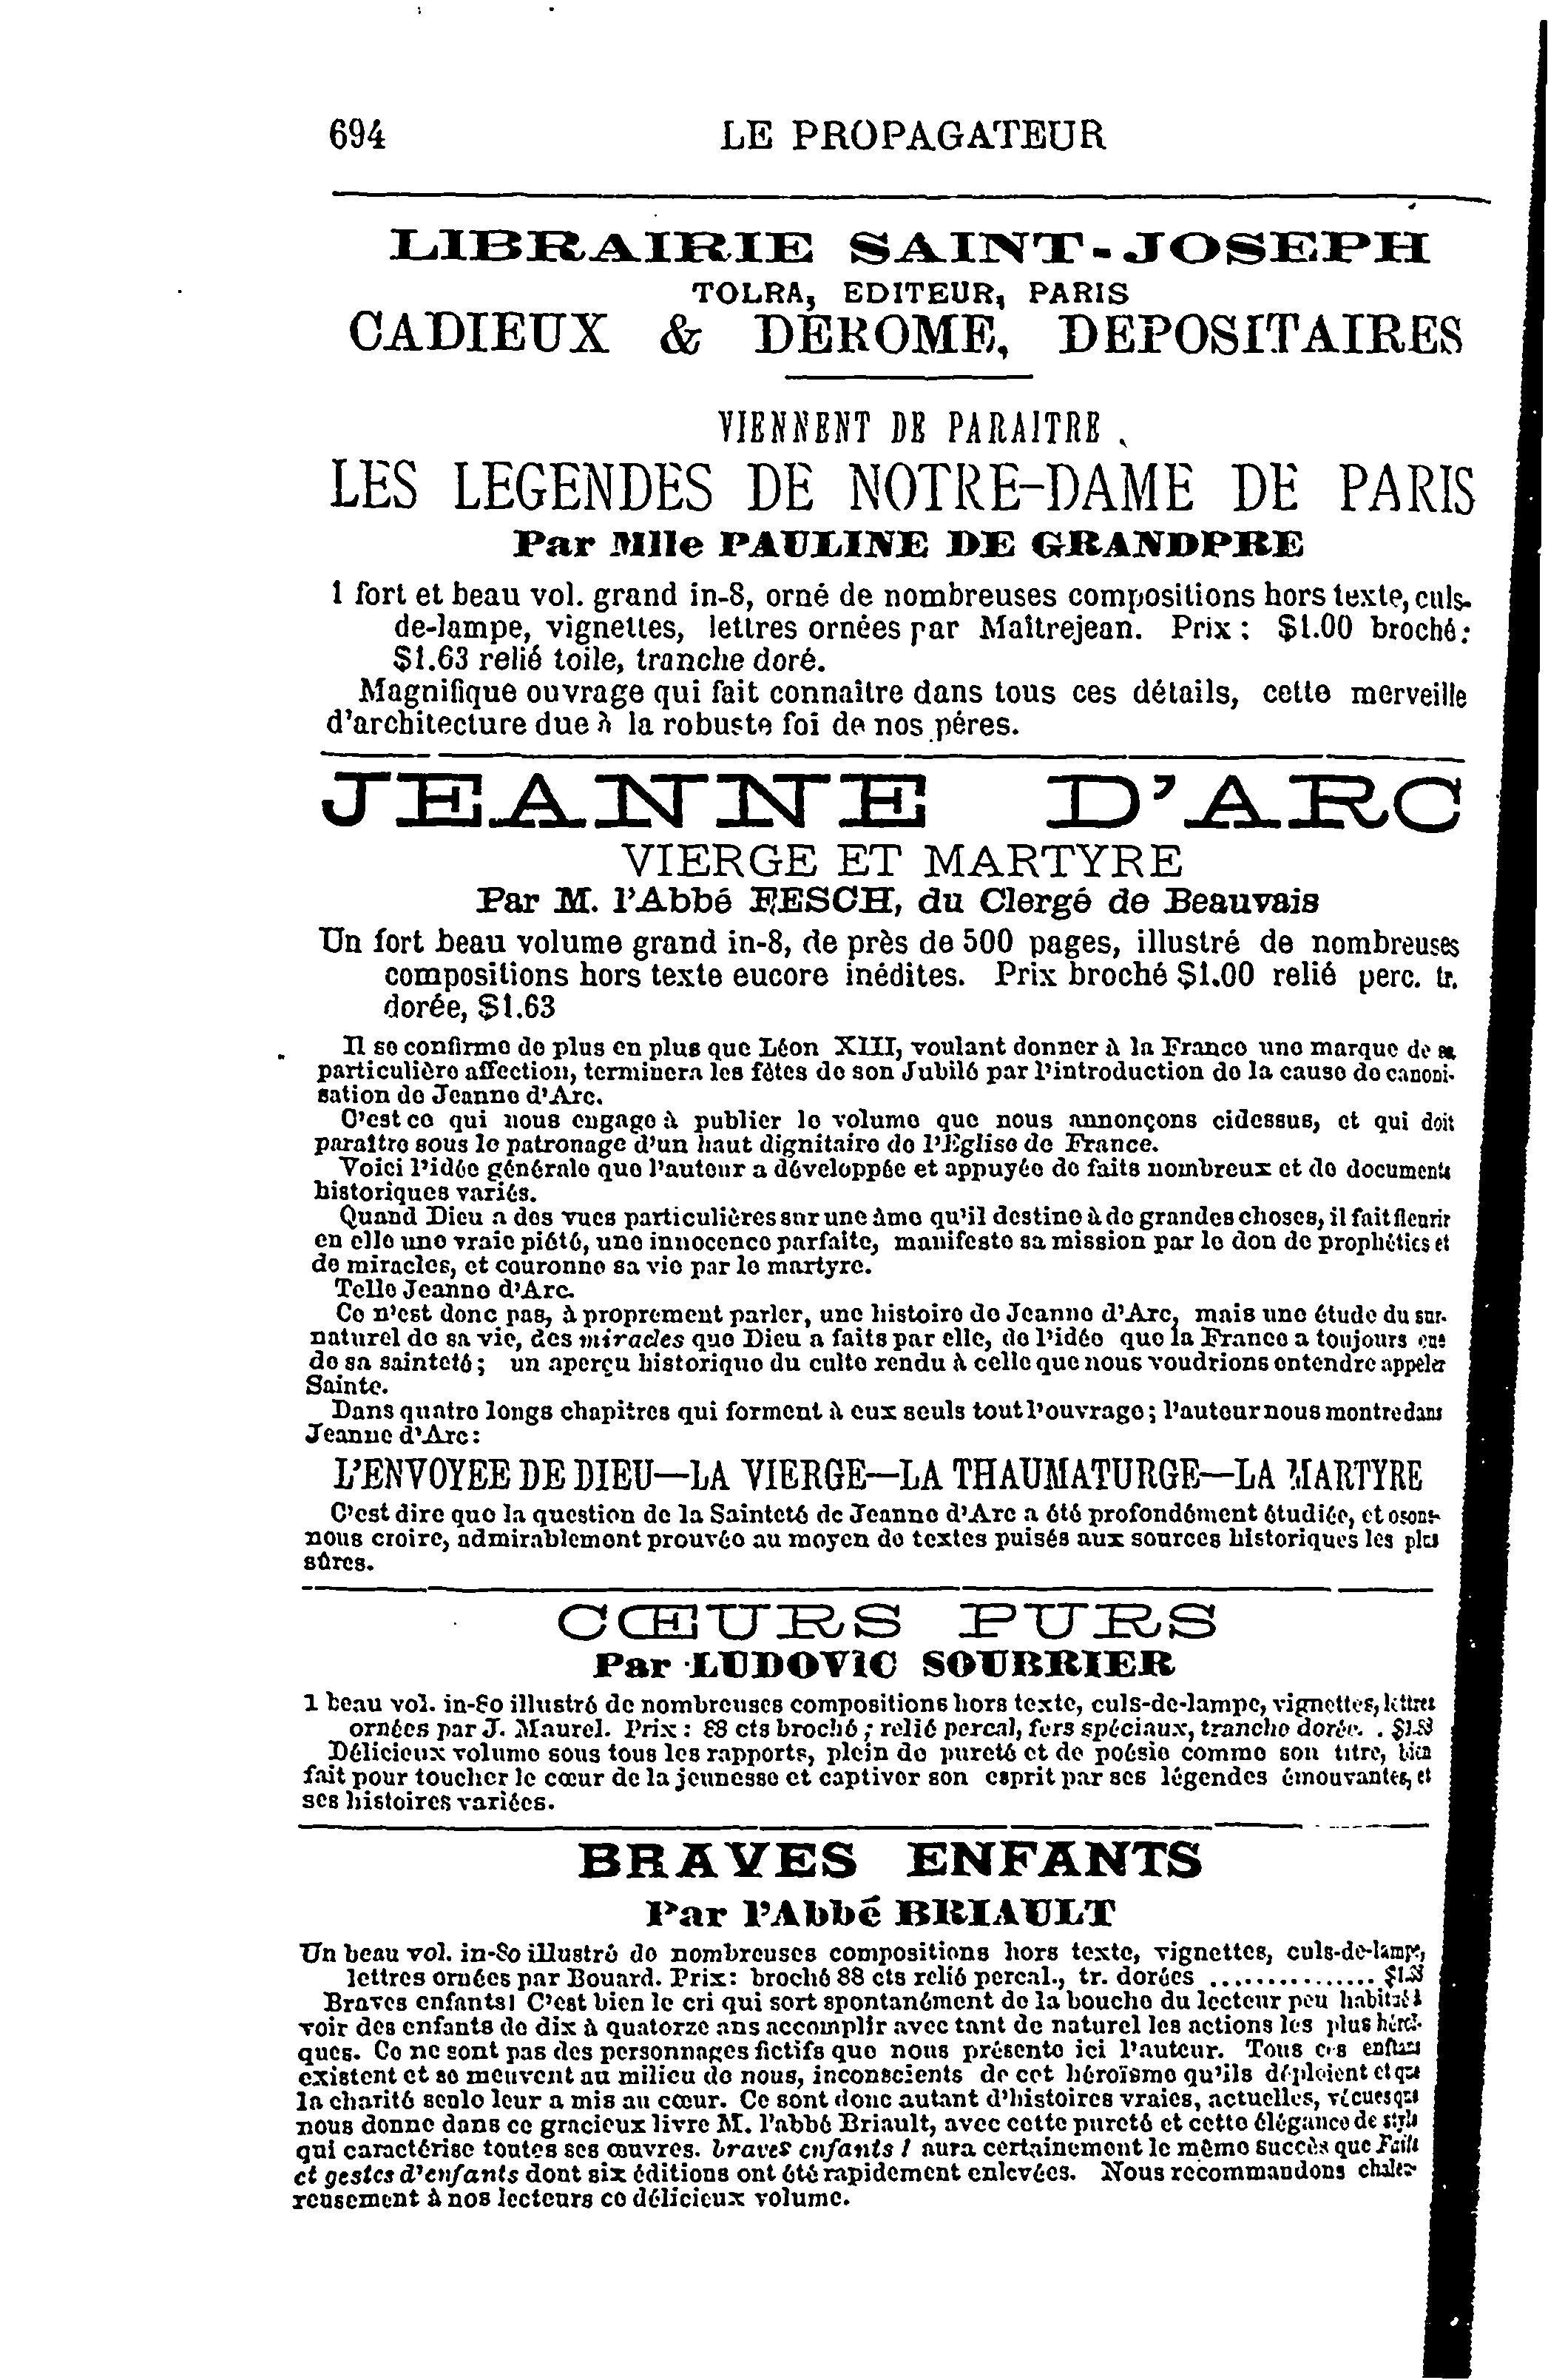 694 LE PROPAGATEUR
LIBRAIRIE SAINT-JOSEPH
TOLRA, EDITEUR, PARIS
CADIEUX & DEROME, DEPOSITAIRES
VIENNENT DE PARAITRE
LES LEGENDES DE NOTRE-DAME DE PARIS
Par Mlle PAULINE DE GRANDPRE
1 fort et beau vol. grand in-8, orné de nombreuses compositions hors texte, culs-
de-lampe, vignettes, lettres ornées par Maîtrejean. Prix : $1.00 broché :
$1.63 relié toile, tranche doré.
Magnifique ouvrage qui fait connaître dans tous ces détails, cette merveille
d'architecture due à la robuste foi de nos péres.
JEANNE D'ARC
VIERGE ET MARTYRE
Par M. l'Abbé FESCH, du Clergé de Beauvais
Un fort beau volume grand in-8, de près de 500 pages, illustré de nombreuses
compositions hors texte eucore inédites. Prix broché $1.00 relié perc. tr.
dorée, $1.63
Il se confirme de plus en plus que Léon XIII, voulant donner à la France une marque de sa
particulière affection, terminera les fêtes de son Jubilé par l'introduction de la cause de canoni-
sation de Jeanne d'Arc.
C'est ce qui nous engage à publier le volume que nous annonçons cidessus, et qui doit
paraître sous le patronage d'un haut dignitaire de l'Eglise de France.
Voici l'idée générale que l'auteur a développée et appuyée de faits nombreux et de documents
historiques variés.
Quand Dieu a des vues particulières sur une âme qu'il destine à de grandes choses, il fait fleurir
en elle une vraie piété, une innocence parfaite, manifeste sa mission par le don de prophéties et
de miracles, et couronne sa vie par le martyre.
Telle Jeanne d'Arc.
Ce n'est donc pas, à proprement parler, une histoire de Jeanne d'Arc, mais une étude du sur-
naturel de sa vie, des miracles que Dieu a faits par elle, de l'idée que la France a toujours eue
de sa sainteté ; un aperçu historique du culte rendu à celle que nous voudrions entendre appeler
Sainte.
Dans quatre longs chapitres qui forment à eux seuls tout l'ouvrage ; l'auteur nous montre dans
Jeanne d'Arc :
L'ENVOYEE DE DIEU—LA VIERGE—LA THAUMATURGE—LA MARTYRE
C'est dire que la question de la Sainteté de Jeanne d'Arc a été profondément étudiée, et osons-
nous croire, admirablement prouvée au moyen de textes puisés aux sources historiques les plus
sûres.
CŒURS PURS
Par LUDOVIC SOUBRIER
1 beau vol. in-8o illustré de nombreuses compositions hors texte, culs-de-lampe, vignettes, lettres
ornées par J. Maurel. Prix : 88 cts broché ; relié percal, fers spéciaux, tranche dorée. .
Délicieux volume sous tous les rapports, plein de pureté et de poésie comme son titre, bien
fait pour toucher le cœur de la jeunesse et captiver son esprit par ses légendes émouvantes, et
ses histoires variées.
BRAVES ENFANTS
Par l'Abbé BRIAULT
Un beau vol. in-8o illustré de nombreuses compositions hors texte, vignettes, culs-de-lampe,
lettres ornées par Bouard. Prix : broché 88 cts relié percal., tr. dorées ................
Braves enfants! C'est bien le cri qui sort spontanément de la bouche du lecteur peu habitué à
voir des enfants de dix à quatorze ans accomplir avec tant de naturel les actions les plus héroï-
ques. Ce ne sont pas des personnages fictifs que nous présente ici l'auteur. Tous ces enfants
existent et se meuvent au milieu de nous, inconscients de cet héroïsme qu'ils déploient et que
la charité seule leur a mis au cœur. Ce sont donc autant d'histoires vraies, actuelles, vécues que
nous donne dans ce gracieux livre M. l'abbé Briault, avec cette pureté et cette élégance de style
qui caractérise toutes ses œuvres. braves enfants ! aura certainement le même succès que Faits
et gestes d'enfants dont six éditions ont été rapidement enlevées. Nous recommandons chaleu-
reusement à nos lecteurs ce délicieux volume.